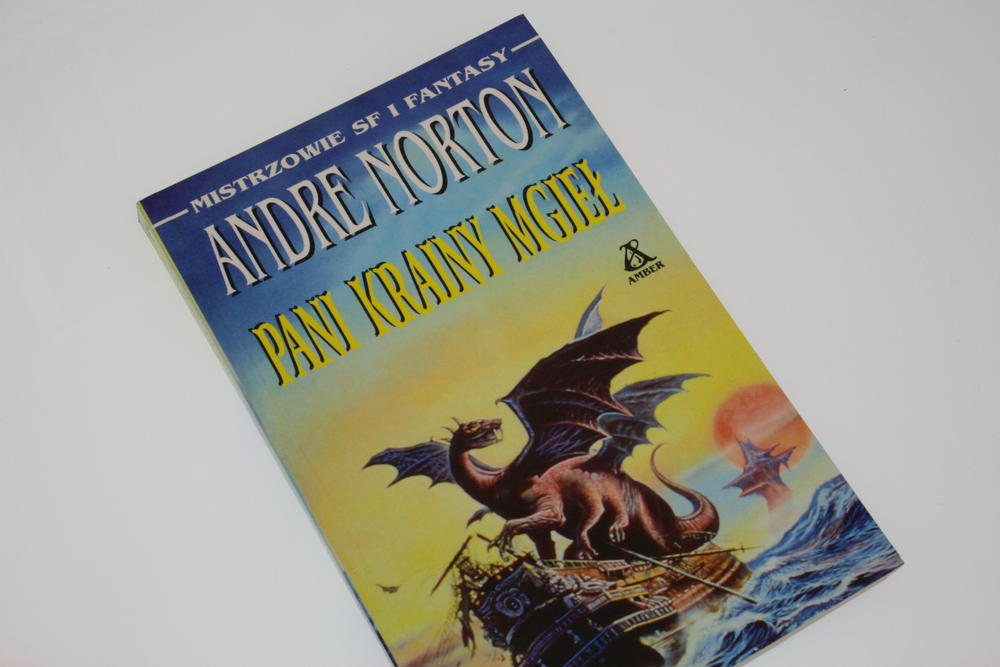 MISTRZOWIE SF I FANTASY
ANDRE NORTON
PANI KRAINY MGIEŁ
AMBER